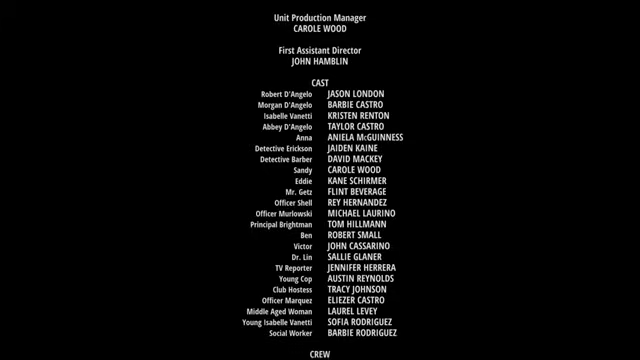 Unit Production Manager
CAROLE WOOD
First Assistant Director
JOHN HAMBLIN
CAST
Robert D'Angelo JASON LONDON
Morgan D'Angelo BARBIE CASTRO
Isabelle Vanetti KRISTEN RENTON
Abbey D'Angelo TAYLOR CASTRO
Anna ANIELA McGUINNESS
Detective Erickson JAIDEN KAINE
Detective Barber DAVID MACKEY
Sandy CAROLE WOOD
Eddie KANE SCHIRMER
Mr. Getz FLINT BEVERAGE
Officer Shell REY HERNANDEZ
Officer Murlowski MICHAEL LAURINO
Principal Brightman TOM HILLMANN
Ben ROBERT SMALL
Victor JOHN CASSARINO
Dr. Lin SALLIE GLANER
TV Reporter JENNIFER HERRERA
Young Cop AUSTIN REYNOLDS
Club Hostess TRACY JOHNSON
Officer Marquez ELIEZER CASTRO
Middle Aged Woman LAUREL LEVEY
Young Isabelle Vanetti SOFIA RODRIGUEZ
Social Worker BARBIE RODRIGUEZ
CREW